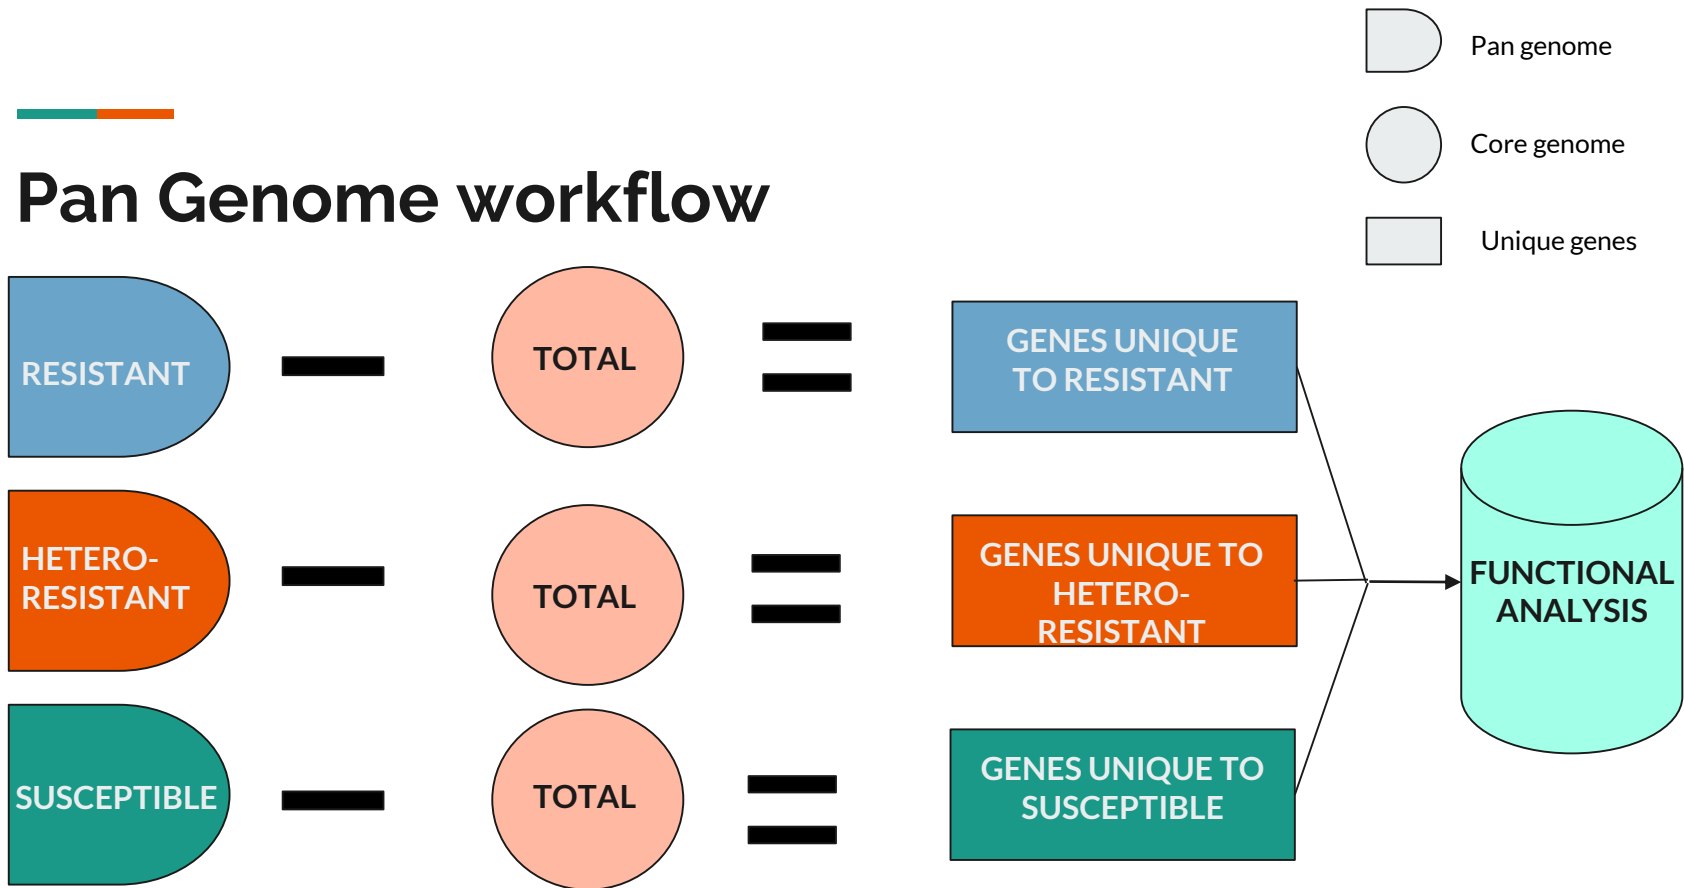 Pan genome
Core genome
Unique genes
Pan Genome workflow
RESISTANT
TOTAL
GENES UNIQUE
TO RESISTANT
HETERO-
RESISTANT
TOTAL
GENES UNIQUE TO
HETERO-
RESISTANT
SUSCEPTIBLE
TOTAL
GENES UNIQUE TO
SUSCEPTIBLE
FUNCTIONAL
ANALYSIS